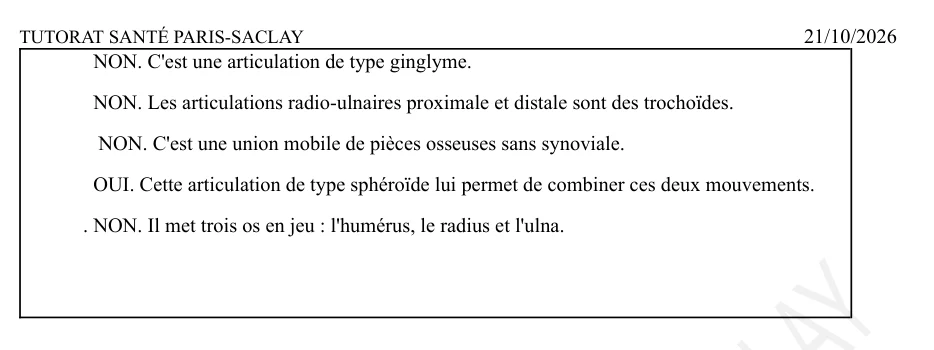 TUTORAT SANTÉ PARIS-SACLAY 21/10/2026
NON. C'est une articulation de type ginglyme.
NON. Les articulations radio-ulnaires proximale et distale sont des trochoïdes.
NON. C'est une union mobile de pièces osseuses sans synoviale.
OUI. Cette articulation de type sphéroïde lui permet de combiner ces deux mouvements.
. NON. Il met trois os en jeu : l'humérus, le radius et l'ulna.
LAY